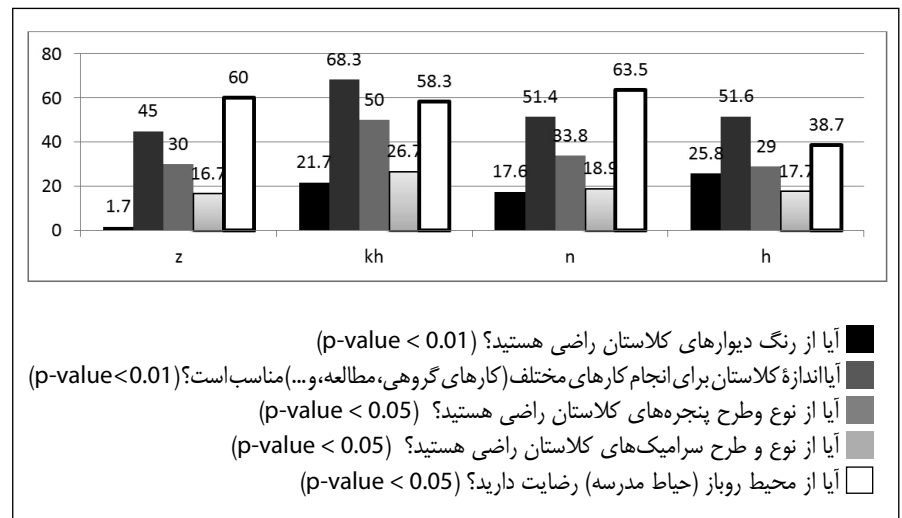 80
60
40
20
0
1.7
45
30
16.7
60
21.7
68.3
50
26.7
58.3
17.6
51.4
33.8
18.9
63.5
25.8
51.6
29
17.7
38.7
z
kh
n
h
آیا از رنگ دیوارهای کلاستان راضی هستید؟ (p-value < 0.01)
آیا اندازۀ کلاستان برای انجام کارهای مختلف (کارهای گروهی، مطالعه، و ...) مناسب است؟ (p-value<0.01)
آیا از نوع وطرح پنجره‌های کلاستان راضی هستید؟ (p-value < 0.05)
آیا از نوع و طرح سرامیک‌های کلاستان راضی هستید؟ (p-value < 0.05)
آیا از محیط روباز (حیاط مدرسه) رضایت دارید؟ (p-value < 0.05)